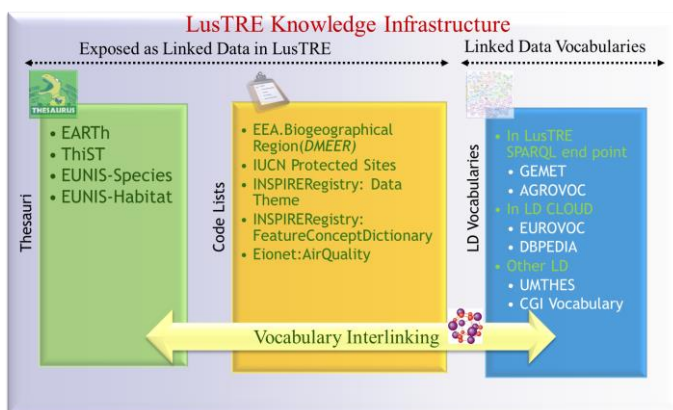 LusTRE Knowledge Infrastructure
Exposed as Linked Data in LusTRE
Linked Data Vocabularies
THESAURUS
Thesauri
• EARTh
• ThiST
• EUNIS-Species
• EUNIS-Habitat
Code Lists
• EEA.Biogeographical
Region(DMEER)
• IUCN Protected Sites
• INSPIRERegistry: Data
Theme
• INSPIRERegistry:
FeatureConceptDictionary
• Eionet:AirQuality
LD Vocabularies
• In LusTRE
SPARQL end point
• GEMET
• AGROVOC
• In LD CLOUD
• EUROVOC
• DBPEDIA
• Other LD
• UMTHES
• CGI Vocabulary
Vocabulary Interlinking